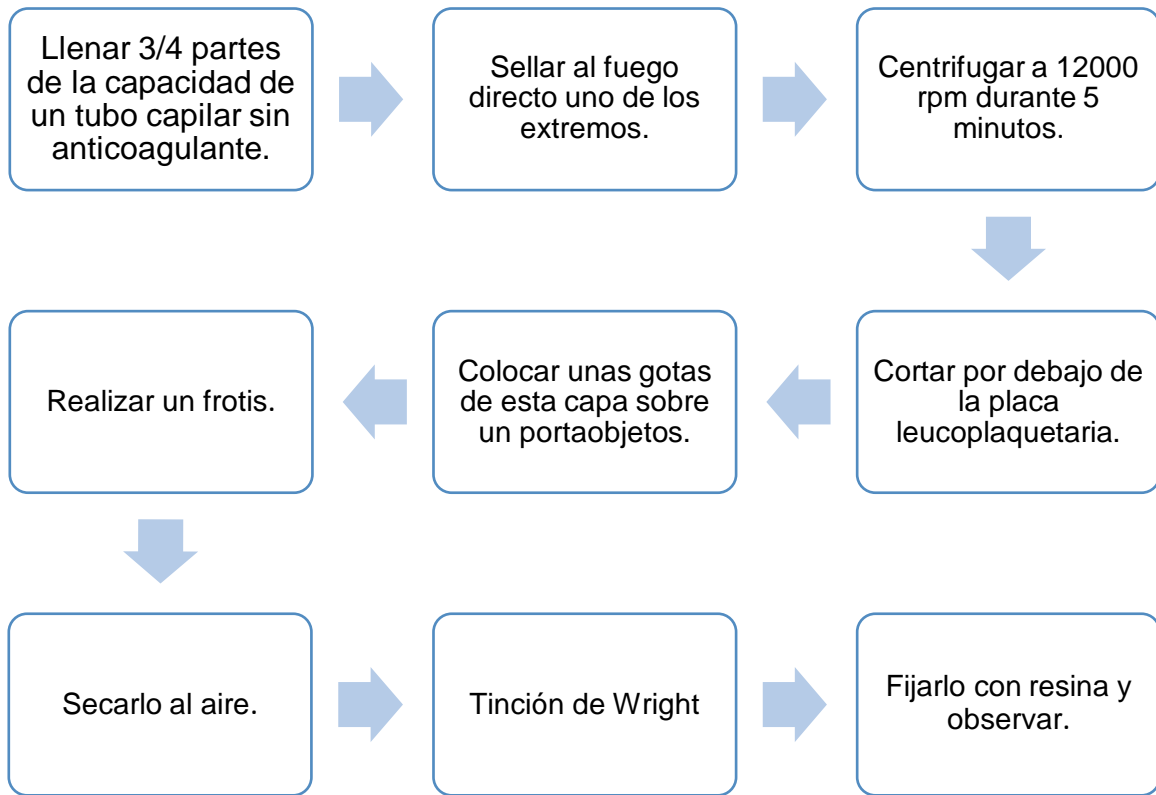 Llenar 3/4 partes
de la capacidad de
un tubo capilar sin
anticoagulante.
Sellar al fuego
directo uno de los
extremos.
Centrifugar a 12000
rpm durante 5
minutos.
Cortar por debajo de
la placa
leucoplaquetaria.
Colocar unas gotas
de esta capa sobre
un portaobjetos.
Realizar un frotis.
Secarlo al aire.
Tinción de Wright
Fijarlo con resina y
observar.